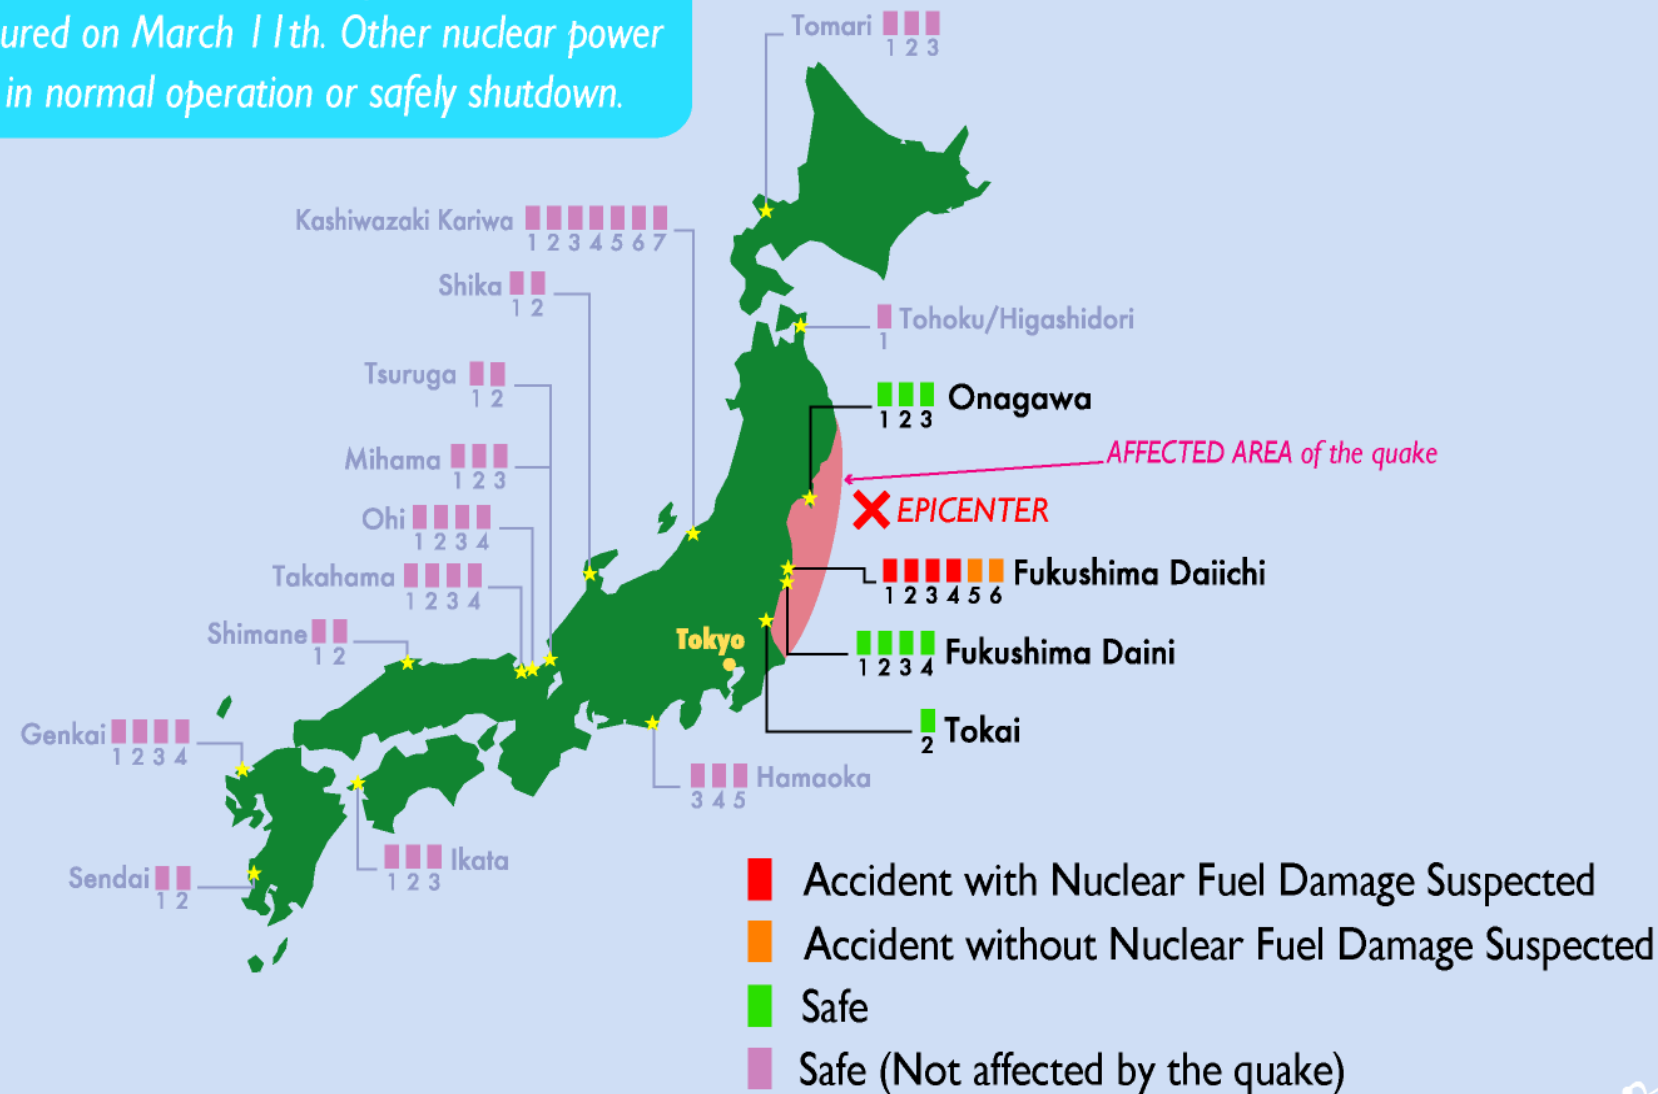 ured on March 11th. Other nuclear power
in normal operation or safely shutdown.
Tomari
1 2 3
Kashiwazaki Kariwa
1 2 3 4 5 6 7
Shika
1 2
Tohoku/Higashidori
1
Tsuruga
1 2
Onagawa
1 2 3
Mihama
1 2 3
AFFECTED AREA of the quake
EPICENTER
Ohi
1 2 3 4
Takahama
1 2 3 4
Fukushima Daiichi
1 2 3 4 5 6
Shimane
1 2
Tokyo
Fukushima Daini
1 2 3 4
Genkai
1 2 3 4
Tokai
2
Hamaoka
3 4 5
Ikata
1 2 3
Sendai
1 2
Accident with Nuclear Fuel Damage Suspected
Accident without Nuclear Fuel Damage Suspected
Safe
Safe (Not affected by the quake)